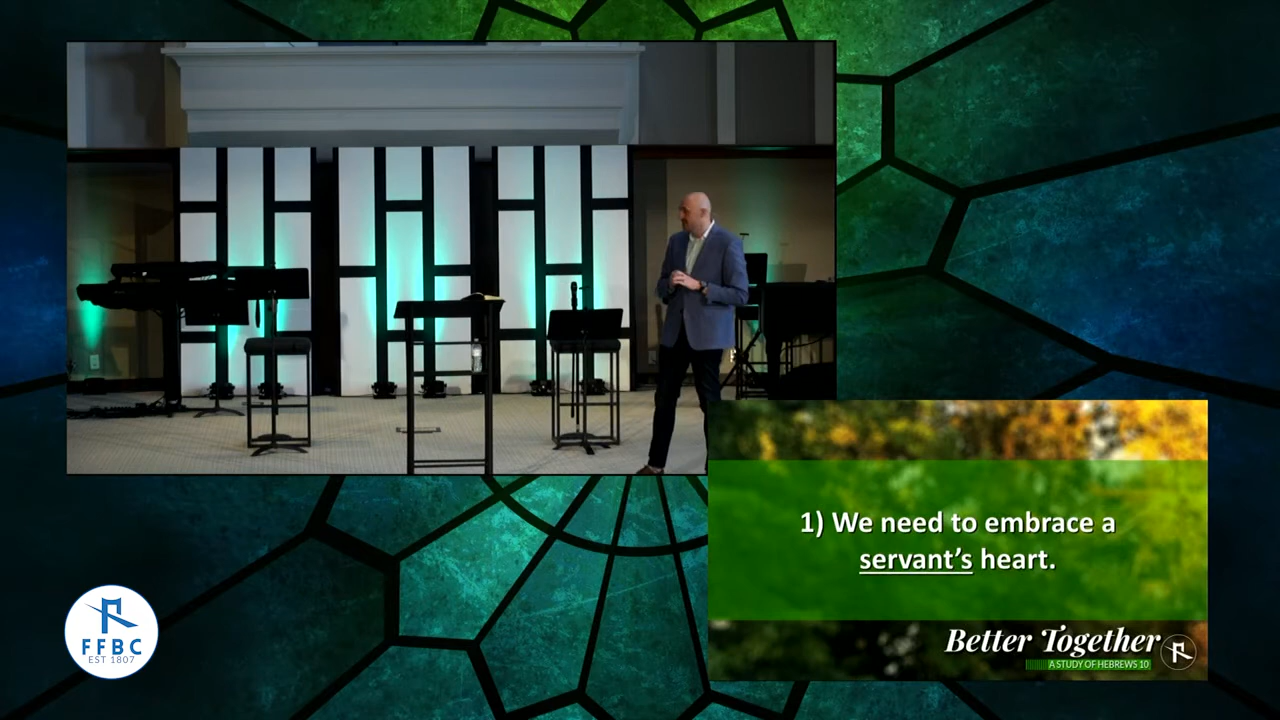 1) We need to embrace a
servant's heart.
Better Together
A STUDY OF HEBREWS 10
FFBC
EST 1807